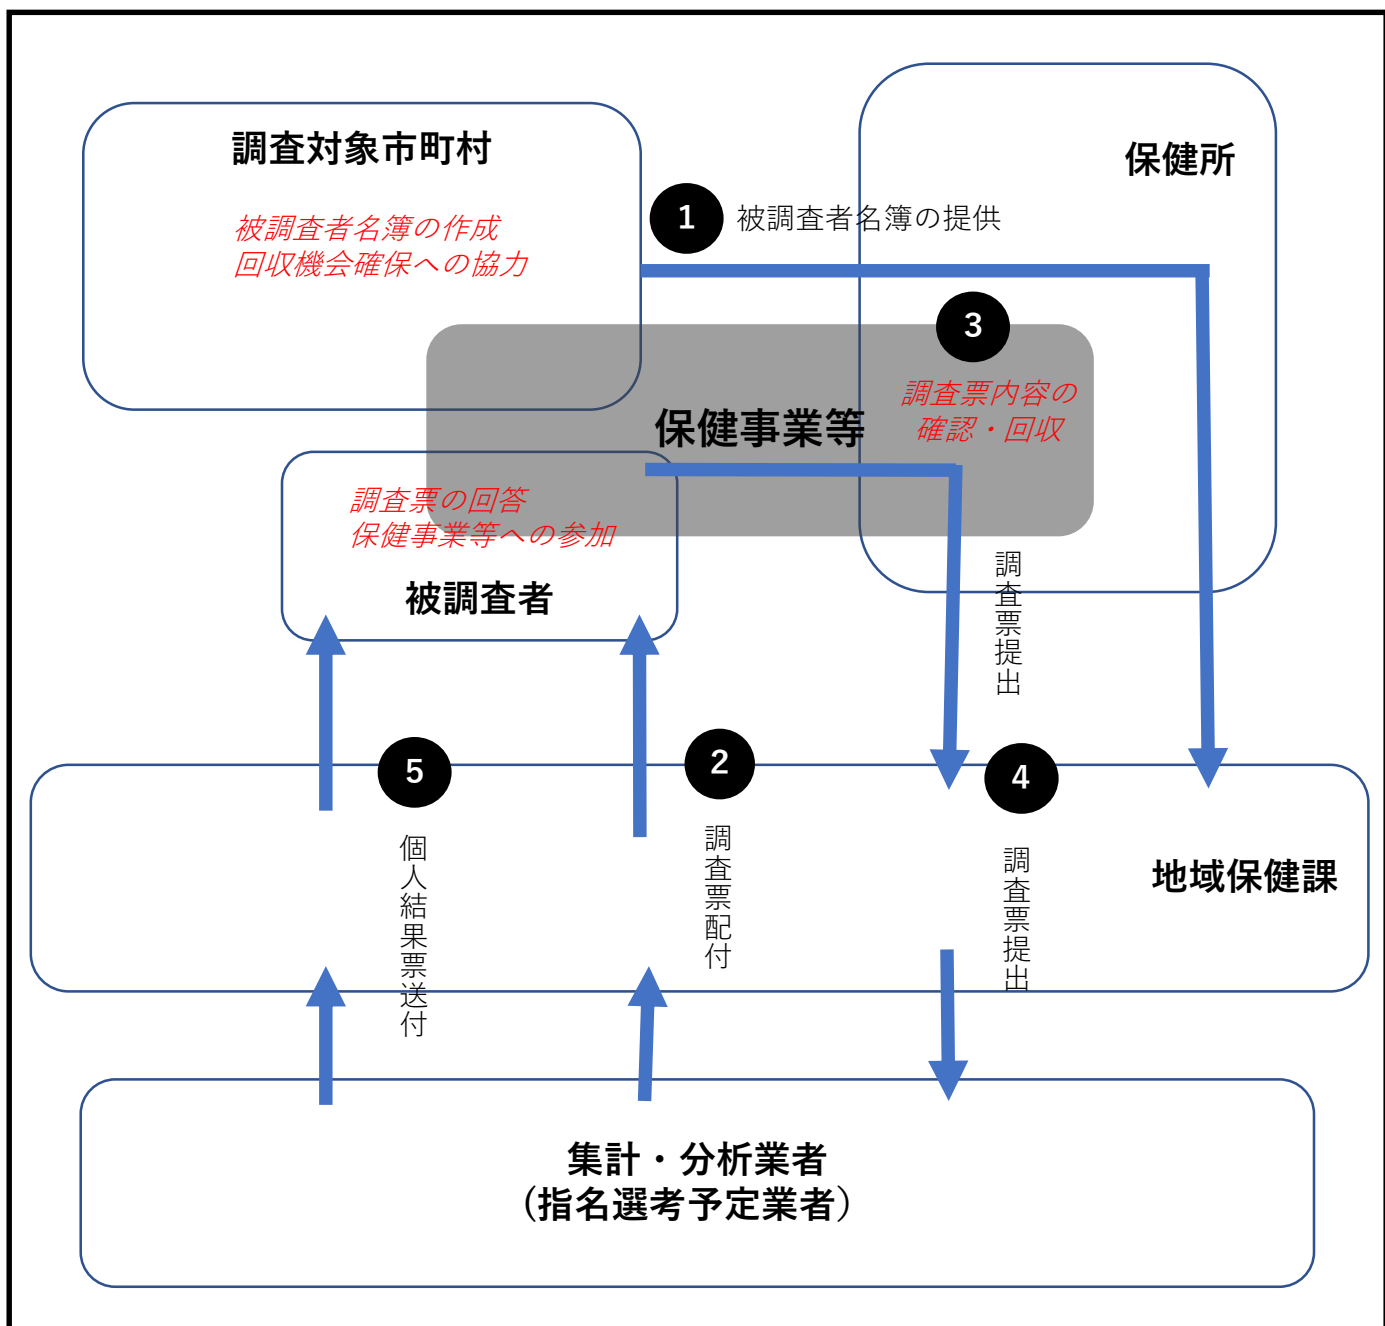 調査対象市町村
保健所
1
被調査者名簿の提供
被調査者名簿の作成
回収機会確保への協力
3
調査票内容の
確認・回収
保健事業等
調査票の回答
保健事業等への参加
被調査者
調査票提出
5
個人結果票送付
2
調査票配付
4
調査票提出
地域保健課
集計・分析業者
(指名選考予定業者）